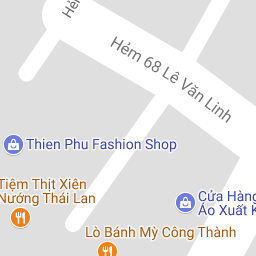 Hẻm 68 Lê Văn Linh
Thien Phu Fashion Shop
Tiệm Thịt Xiên
Nướng Thái Lan
Cửa Hàng
Áo Xuất K
Lò Bánh Mỳ Công Thành